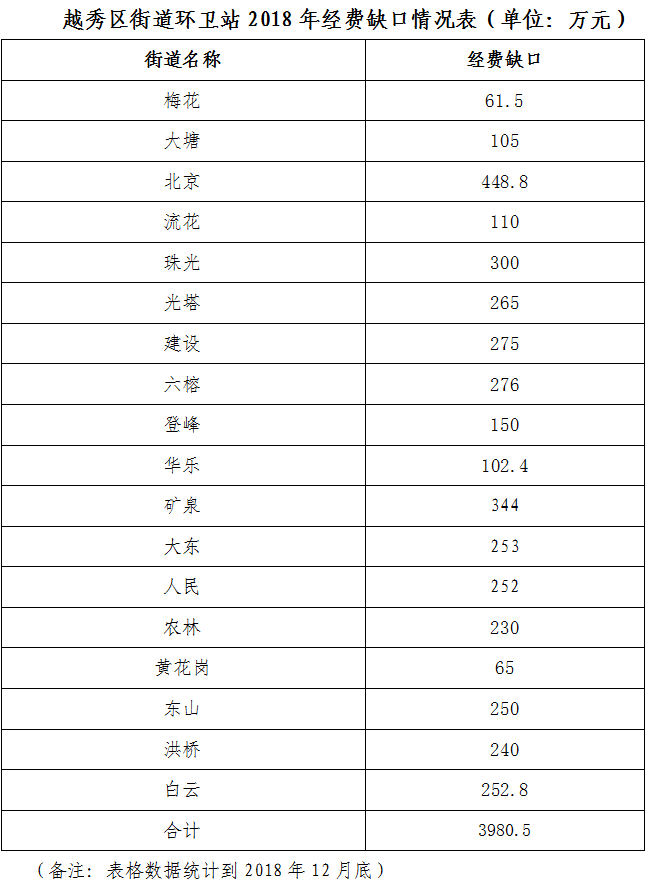 越秀区街道环卫站 2018 年经费缺口情况表（单位：万元）
街道名称 经费缺口
梅花 61.5
大塘 105
北京 448.8
流花 110
珠光 300
光塔 265
建设 275
六榕 276
登峰 150
华乐 102.4
矿泉 344
大东 253
人民 252
农林 230
黄花岗 65
东山 250
洪桥 240
白云 252.8
合计 3980.5
（备注：表格数据统计到 2018 年 12 月底）